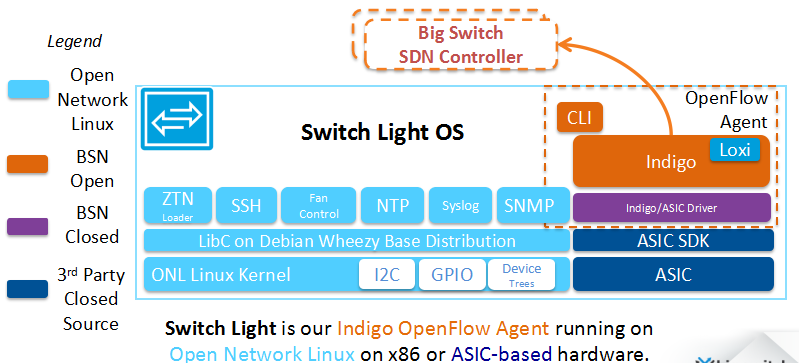 Big Switch
SDN Controller
Legend
Open
Network
Linux
BSN
Open
BSN
Closed
3rd Party
Closed
Source
Switch Light OS
OpenFlow
Agent
CLI
Indigo
Loxi
ZTN
Loader
SSH
Fan
Control
NTP
Syslog
SNMP
Indigo/ASIC Driver
LibC on Debian Wheezy Base Distribution
ASIC SDK
ONL Linux Kernel
I2C
GPIO
Device
Trees
ASIC
Switch Light is our Indigo OpenFlow Agent running on
Open Network Linux on x86 or ASIC-based hardware.